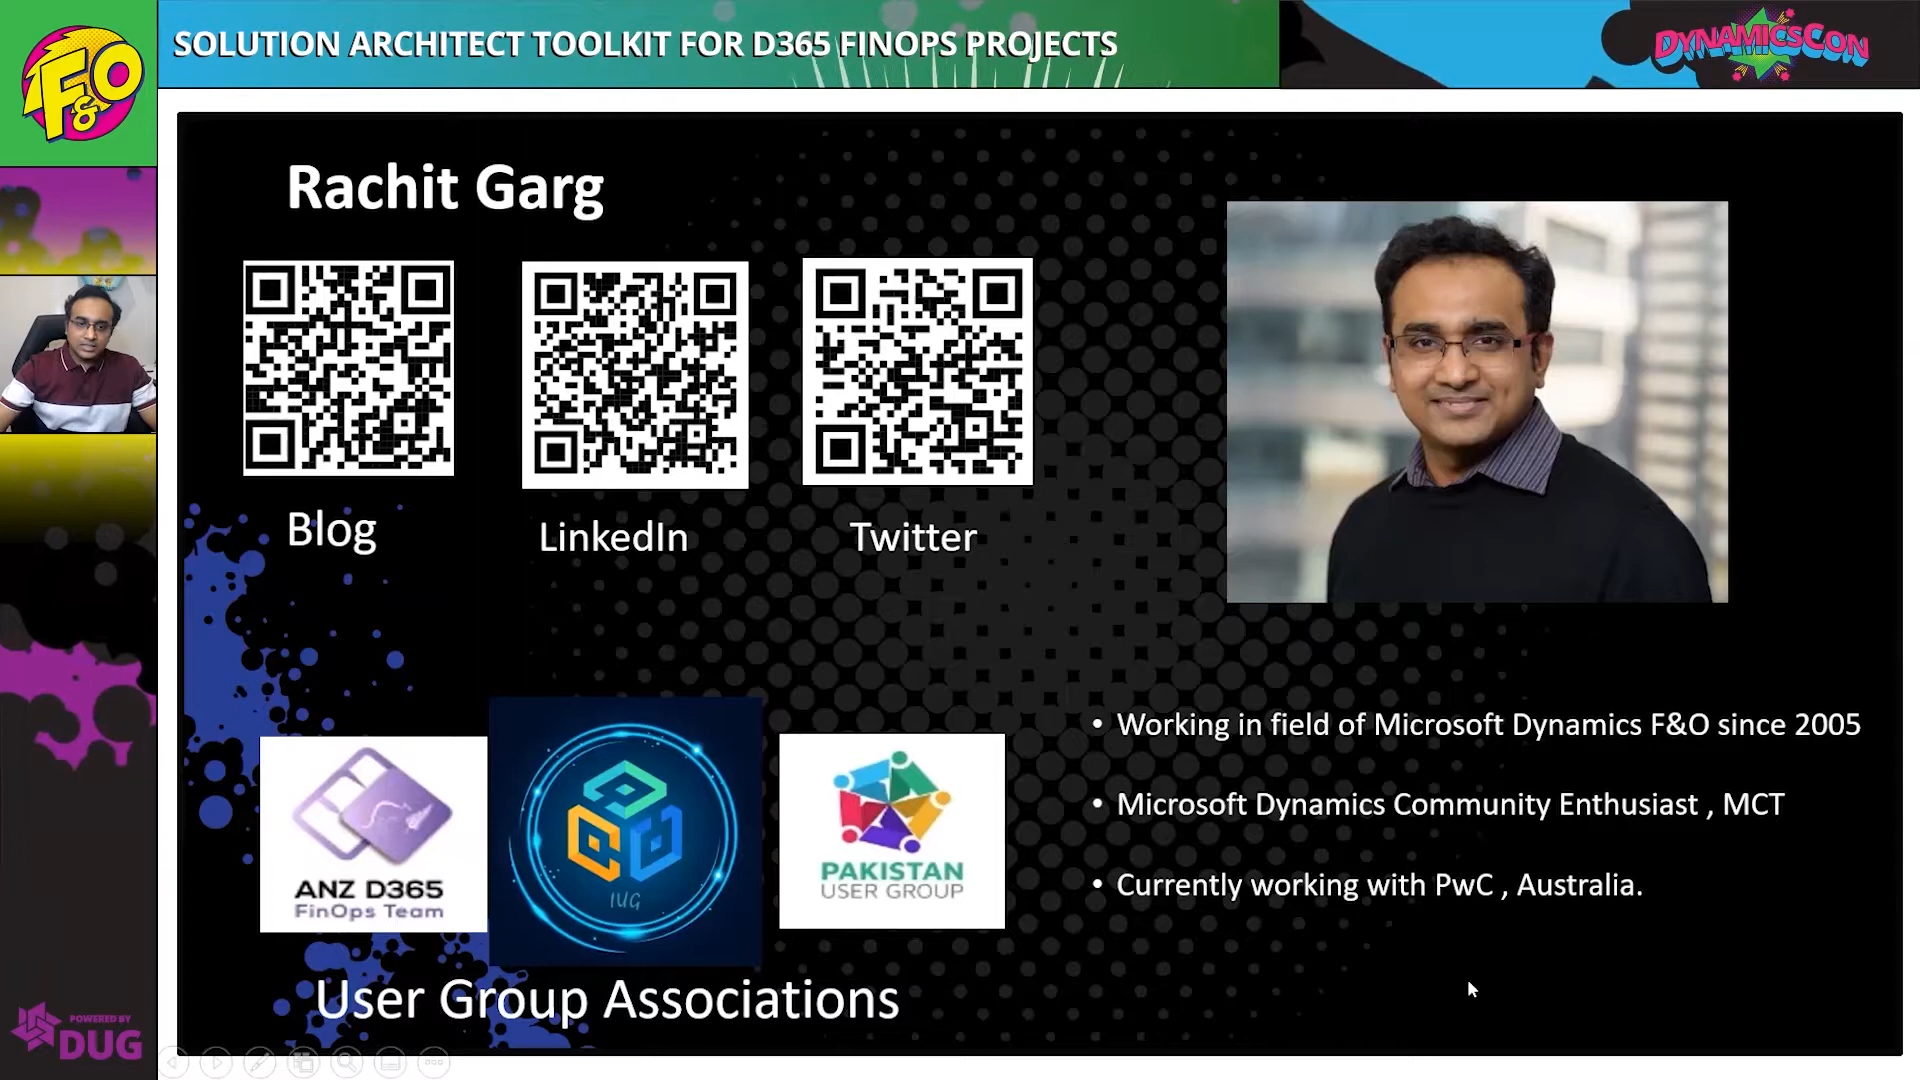 F&O
SOLUTION ARCHITECT TOOLKIT FOR D365 FINOPS PROJECTS
DYNAMICSCON
Rachit Garg
Blog
LinkedIn
Twitter
ANZ D365
FinOps Team
IUG
PAKISTAN
USER GROUP
User Group Associations
• Working in field of Microsoft Dynamics F&O since 2005
• Microsoft Dynamics Community Enthusiast , MCT
• Currently working with PwC , Australia.
POWERED BY
DUG